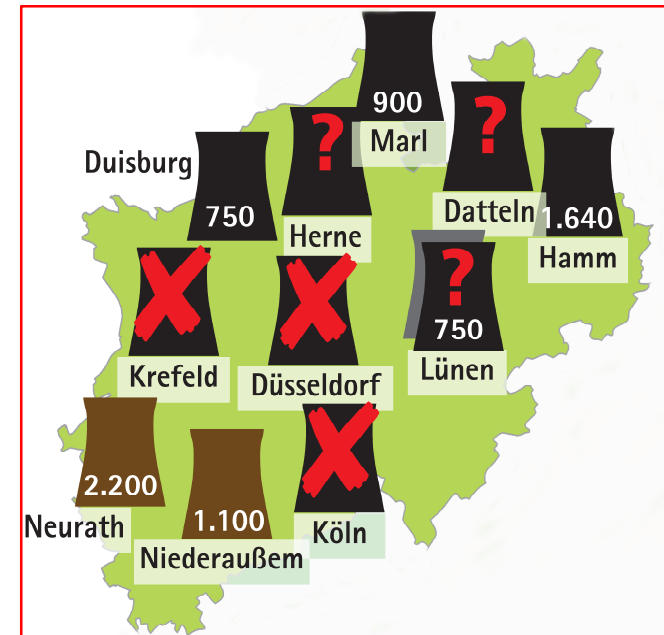 900
Marl
?
?
Duisburg
750
Herne
Datteln
1.640
Hamm
?
750
Lünen
Krefeld
Düsseldorf
2.200
Neurath
1.100
Niederaußem
Köln